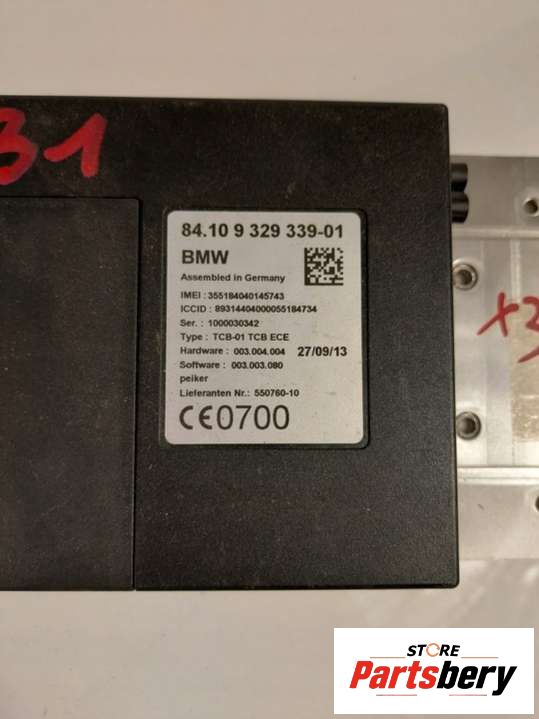 31
84.10 9 329 339-01
BMW
Assembled in Germany
IMEI : 355184040145743
ICCID : 89314404000055184734
Ser. : 1000030342
Type : TCB-01 TCB ECE
Hardware : 003.004.004 27/09/13
Software : 003.003.080
peiker
Lieferanten Nr.: 550760-10
CE0700
STORE
Partsbery